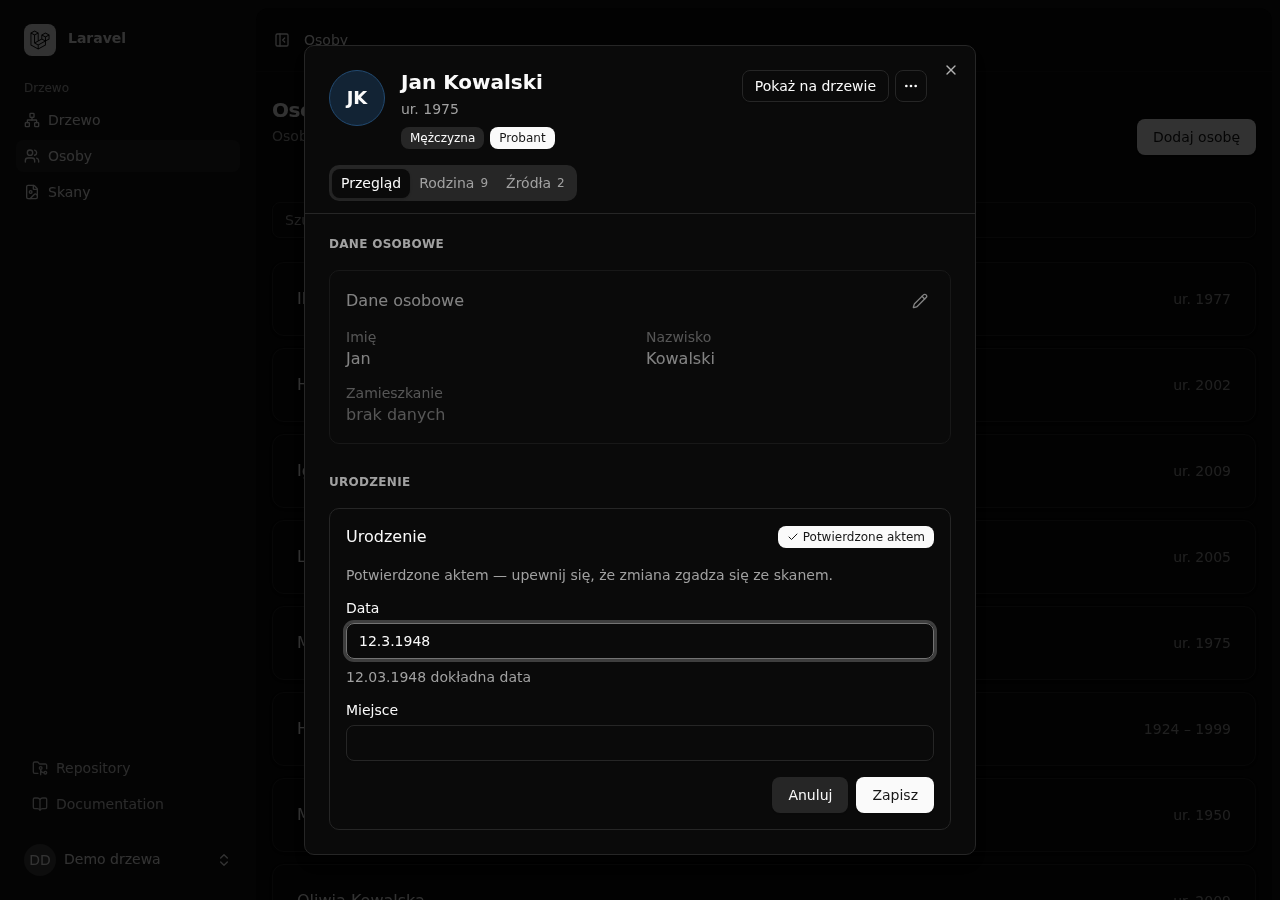 Laravel
Osoby
Drzewo
Drzewo
Osoby
Skany
Dodaj osobę
ur. 1977
ur. 2002
ur. 2009
ur. 2005
ur. 1975
1924 – 1999
ur. 1950
Oliwia Kowalska
Repository
Documentation
DD Demo drzewa
JK
Jan Kowalski
ur. 1975
Mężczyzna Probant
Pokaż na drzewie
Przegląd Rodzina 9 Źródła 2
DANE OSOBOWE
Dane osobowe
Imię Nazwisko
Jan Kowalski
Zamieszkanie
brak danych
URODZENIE
Urodzenie Potwierdzone aktem
Potwierdzone aktem — upewnij się, że zmiana zgadza się ze skanem.
Data
12.3.1948
12.03.1948 dokładna data
Miejsce
Anuluj Zapisz